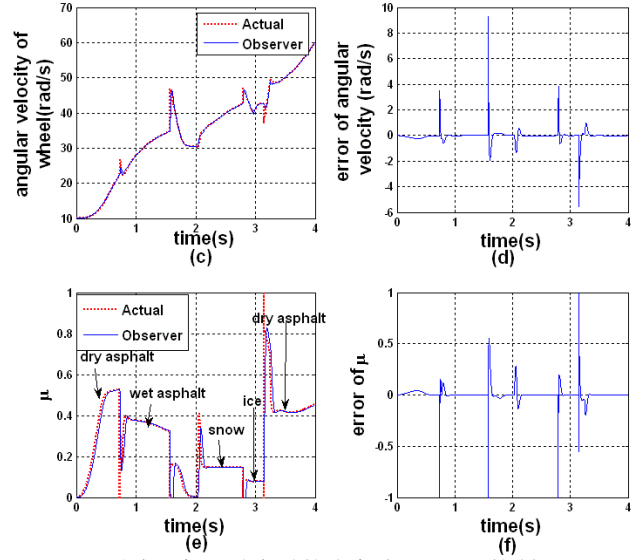 angular velocity of
wheel(rad/s)
70
60
50
40
30
20
10
Actual
Observer
0 1 2 3 4
time(s)
(c)
error of angular
velocity (rad/s)
10
8
6
4
2
0
-2
-4
-6
0 1 2 3 4
time(s)
(d)
μ
1
0.8
0.6
0.4
0.2
0
Actual
Observer
dry asphalt
dry asphalt
wet asphalt
ice
snow
0 1 2 3 4
time(s)
(e)
error of μ
1
0.5
0
-0.5
-1
0 1 2 3 4
time(s)
(f)